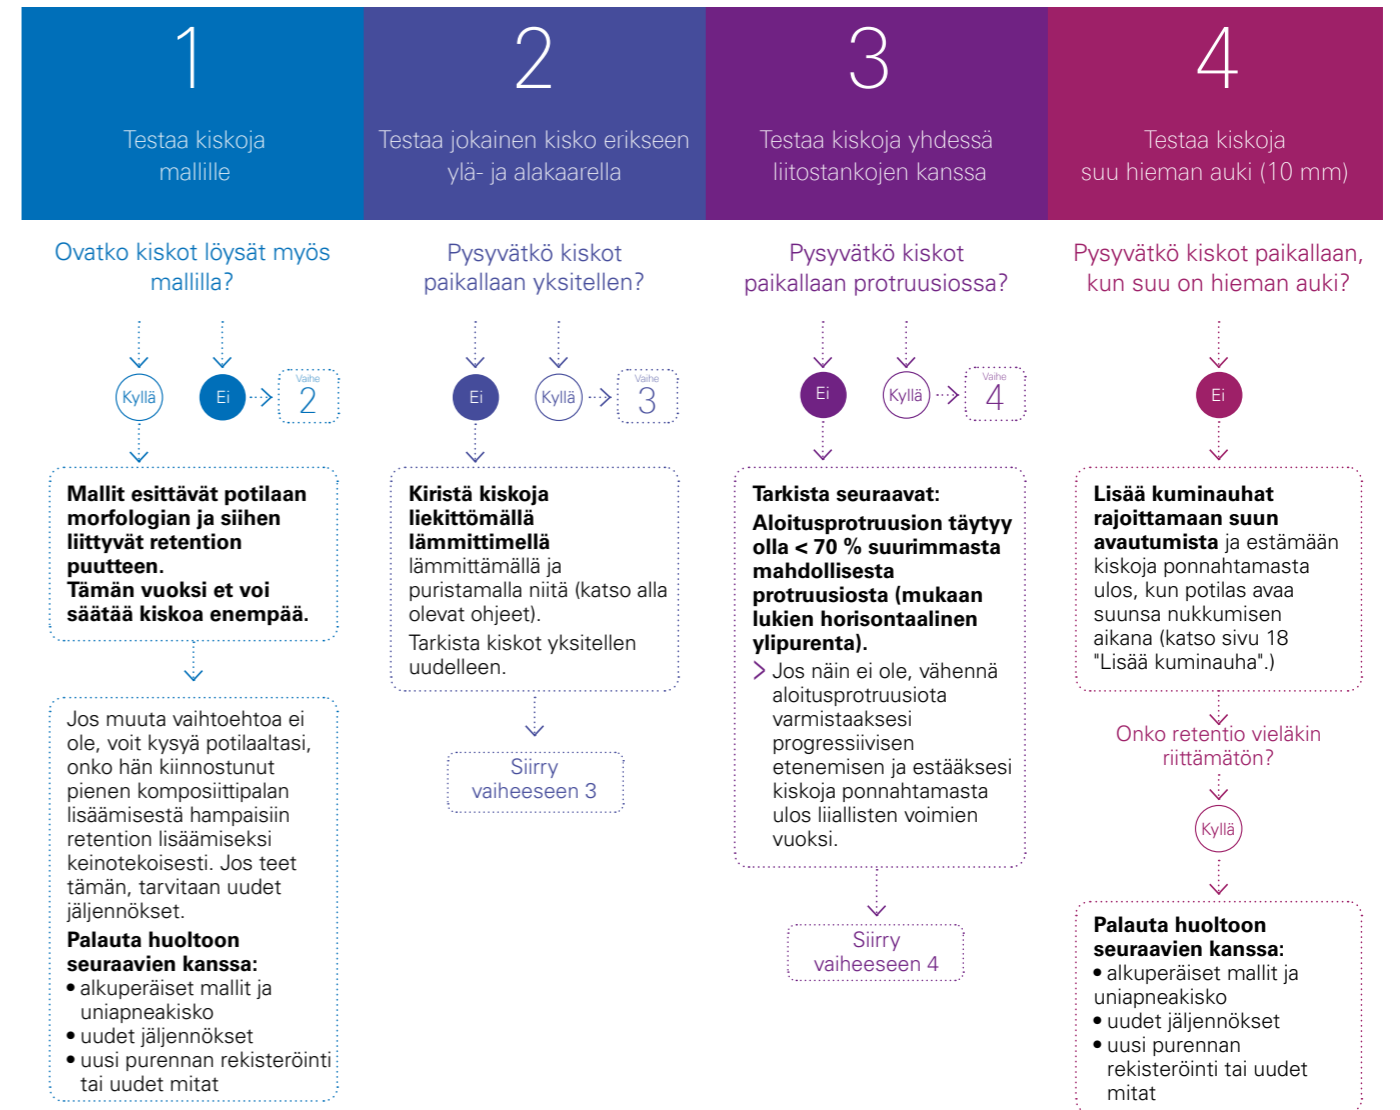 1
Testaa kiskoja
mallille
Ovatko kiskot löysät myös
mallilla?
Kyllä
Ei
Vaihe
2
Mallit esittävät potilaan
morfologian ja siihen
liittyvät retention
puutteen.
Tämän vuoksi et voi
säätää kiskoa enempää.
Jos muuta vaihtoehtoa ei
ole, voit kysyä potilaaltasi,
onko hän kiinnostunut
pienen komposiittipalan
lisäämisestä hampaisiin
retention lisäämiseksi
keinotekoisesti. Jos teet
tämän, tarvitaan uudet
jäljennökset.
Palauta huoltoon
seuraavien kanssa:
• alkuperäiset mallit ja
uniapneakisko
• uudet jäljennökset
• uusi purennan rekisteröinti
tai uudet mitat
2
Testaa jokainen kisko erikseen
ylä- ja alakaarella
Pysyvätkö kiskot
paikallaan yksitellen?
Ei
Kyllä
Vaihe
3
Kiristä kiskoja
liekittömällä
lämmittimellä
lämmittämällä ja
puristamalla niitä (katso alla
olevat ohjeet).
Tarkista kiskot yksitellen
uudelleen.
Siirry
vaiheeseen 3
3
Testaa kiskoja yhdessä
liitostankojen kanssa
Pysyvätkö kiskot
paikallaan protruusiossa?
Ei
Kyllä
Vaihe
4
Tarkista seuraavat:
Aloitusprotruusion täytyy
olla < 70 % suurimmasta
mahdollisesta
protruusiosta (mukaan
lukien horisontaalinen
ylipurenta).
> Jos näin ei ole, vähennä
aloitusprotruusiota
varmistaaksesi
progressiivisen
etenemisen ja estääksesi
kiskoja ponnahtamasta
ulos liiallisten voimien
vuoksi.
Siirry
vaiheeseen 4
4
Testaa kiskoja
suu hieman auki (10 mm)
Pysyvätkö kiskot paikallaan,
kun suu on hieman auki?
Ei
Lisää kuminauhat
rajoittamaan suun
avautumista ja estämään
kiskoja ponnahtamasta
ulos, kun potilas avaa
suunsa nukkumisen
aikana (katso sivu 18
"Lisää kuminauha".)
Onko retentio vieläkin
riittämätön?
Kyllä
Palauta huoltoon
seuraavien kanssa:
• alkuperäiset mallit ja
uniapneakisko
• uudet jäljennökset
• uusi purennan
rekisteröinti tai uudet
mitat